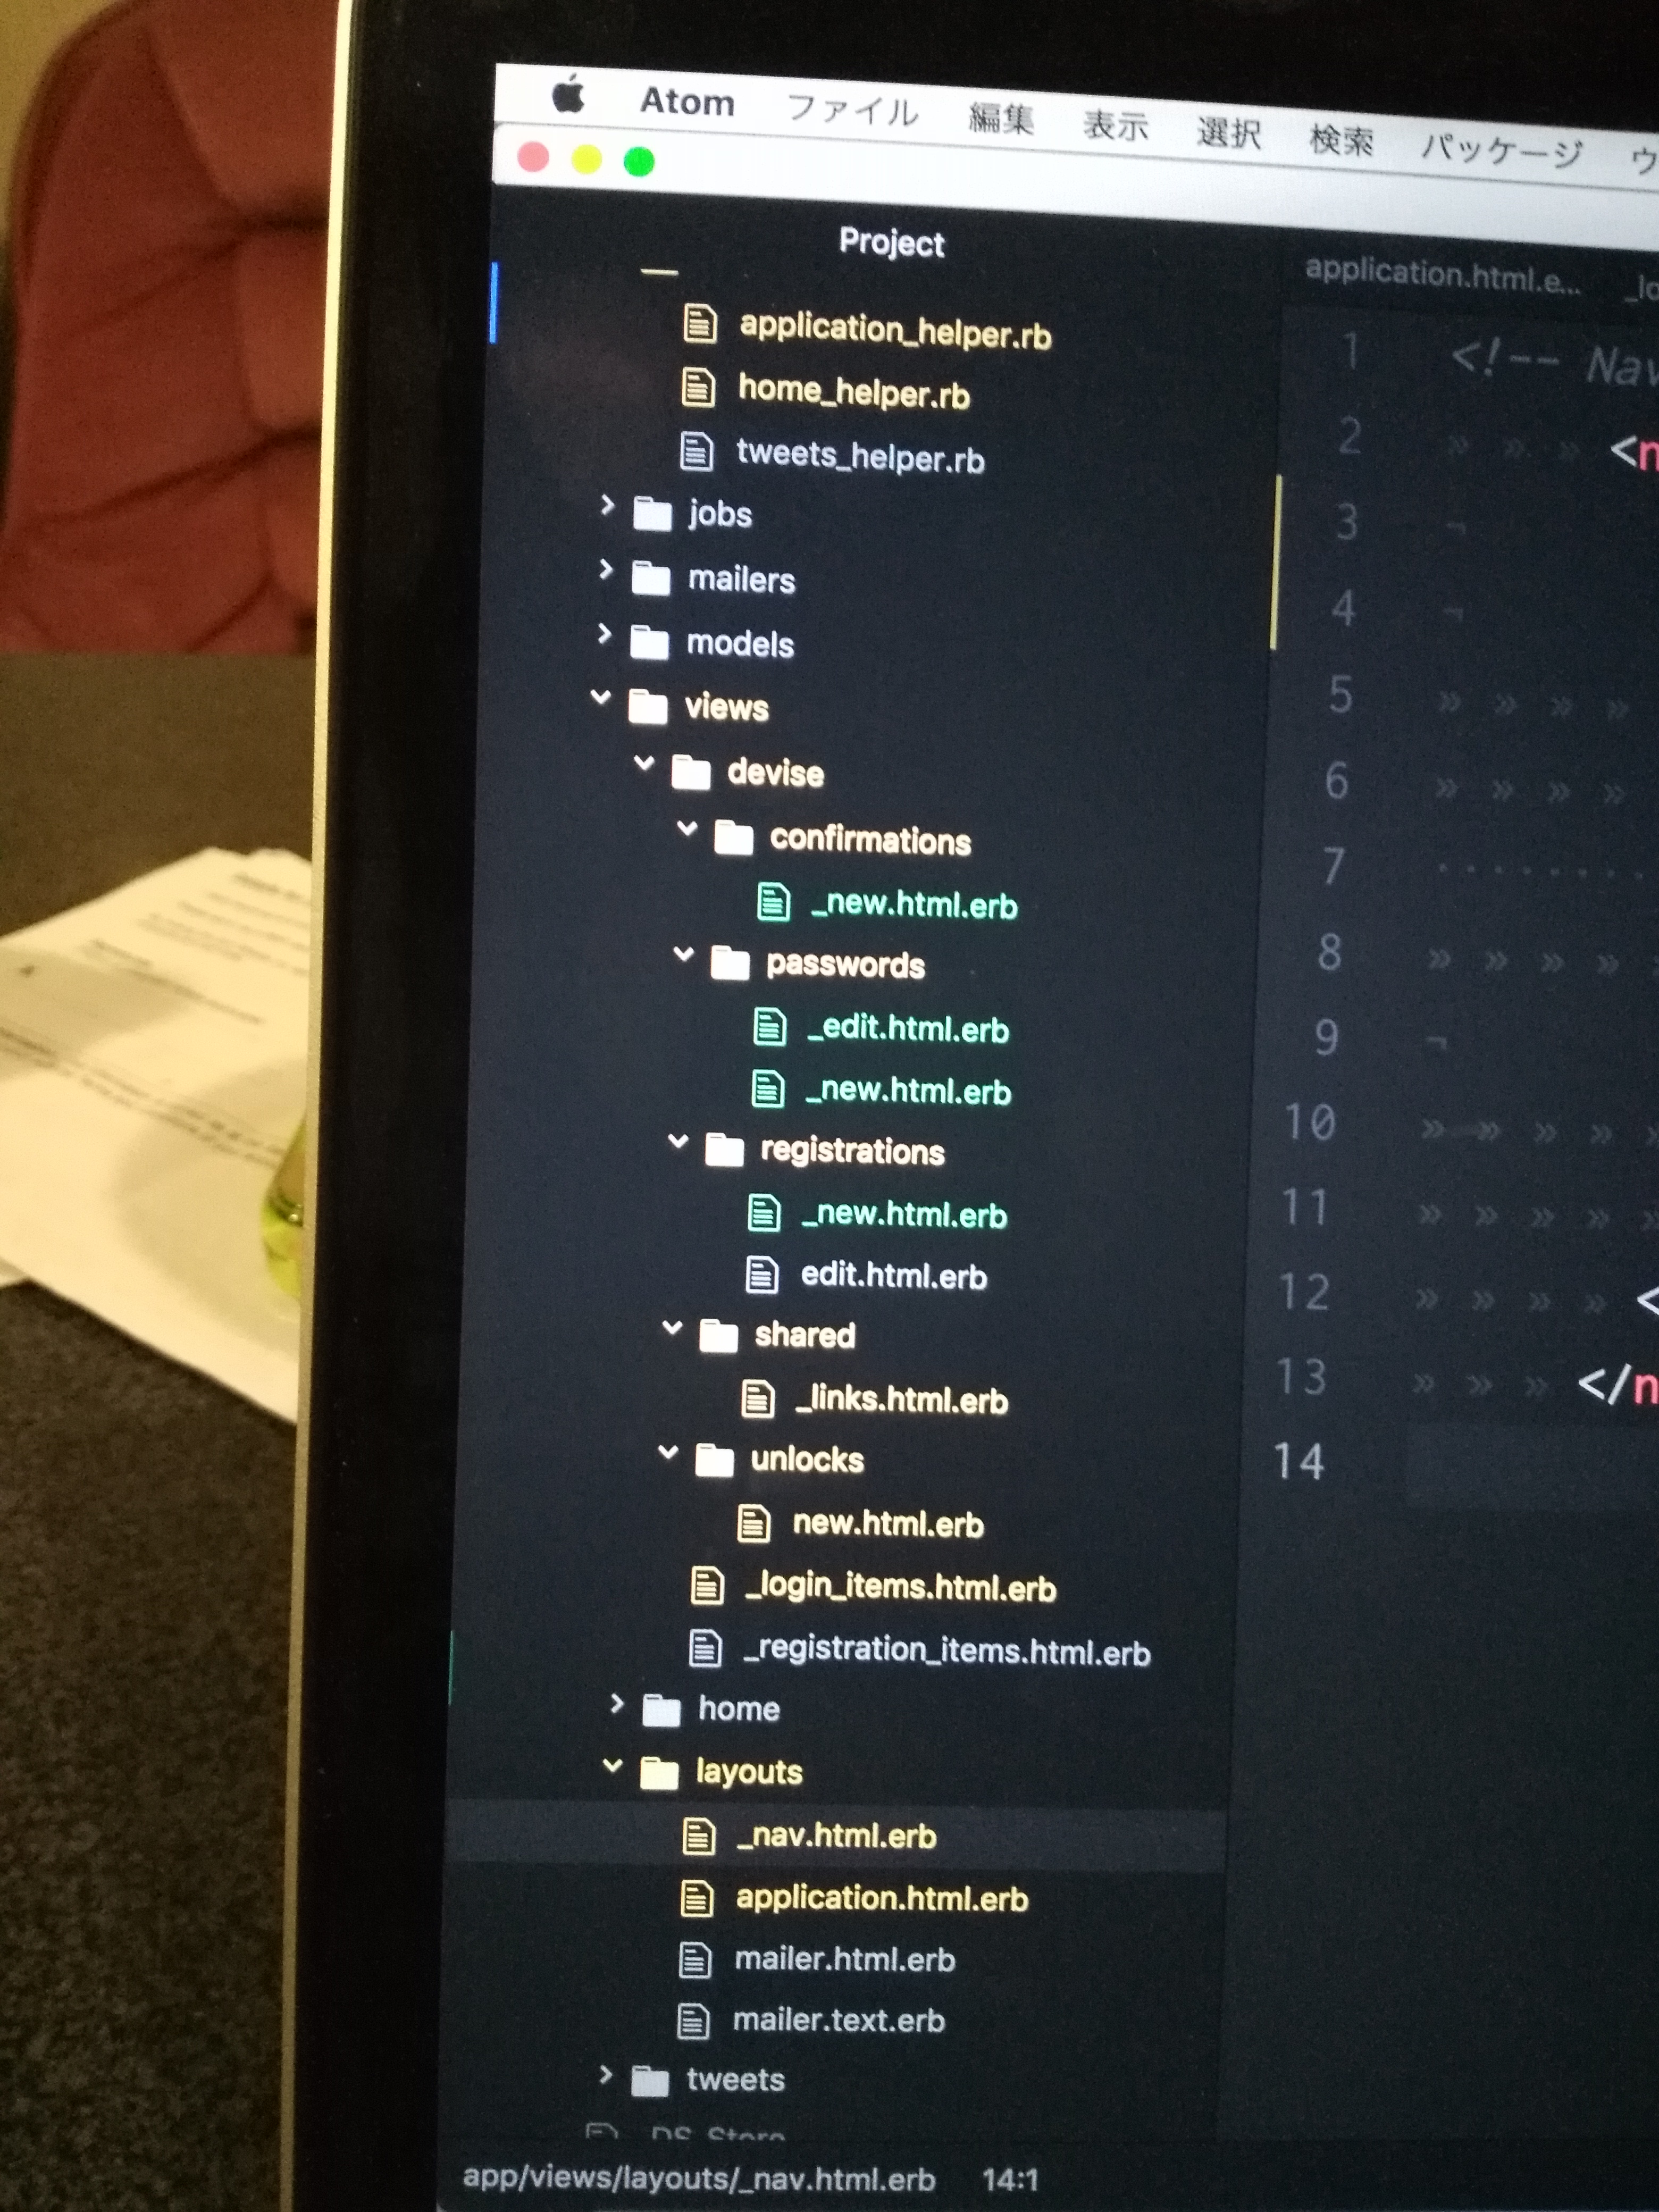 Atom ファイル 編集 表示 選択 検索 パッケージ ウ
Project
application.html.e... _lo
application_helper.rb
home_helper.rb
tweets_helper.rb
jobs
mailers
models
views
devise
confirmations
_new.html.erb
passwords
_edit.html.erb
_new.html.erb
registrations
_new.html.erb
edit.html.erb
shared
_links.html.erb
unlocks
new.html.erb
_login_items.html.erb
_registration_items.html.erb
home
layouts
_nav.html.erb
application.html.erb
mailer.html.erb
mailer.text.erb
tweets
1 <!-- Nav
2 » » » <n
3 ¬
4 ¬
5 » » » »
6 » » » »
7 ········
8 » » » »
9 ¬
10 » » » » »
11 » » » » »
12 » » » » <
13 » » » </n
14
app/views/layouts/_nav.html.erb 14:1